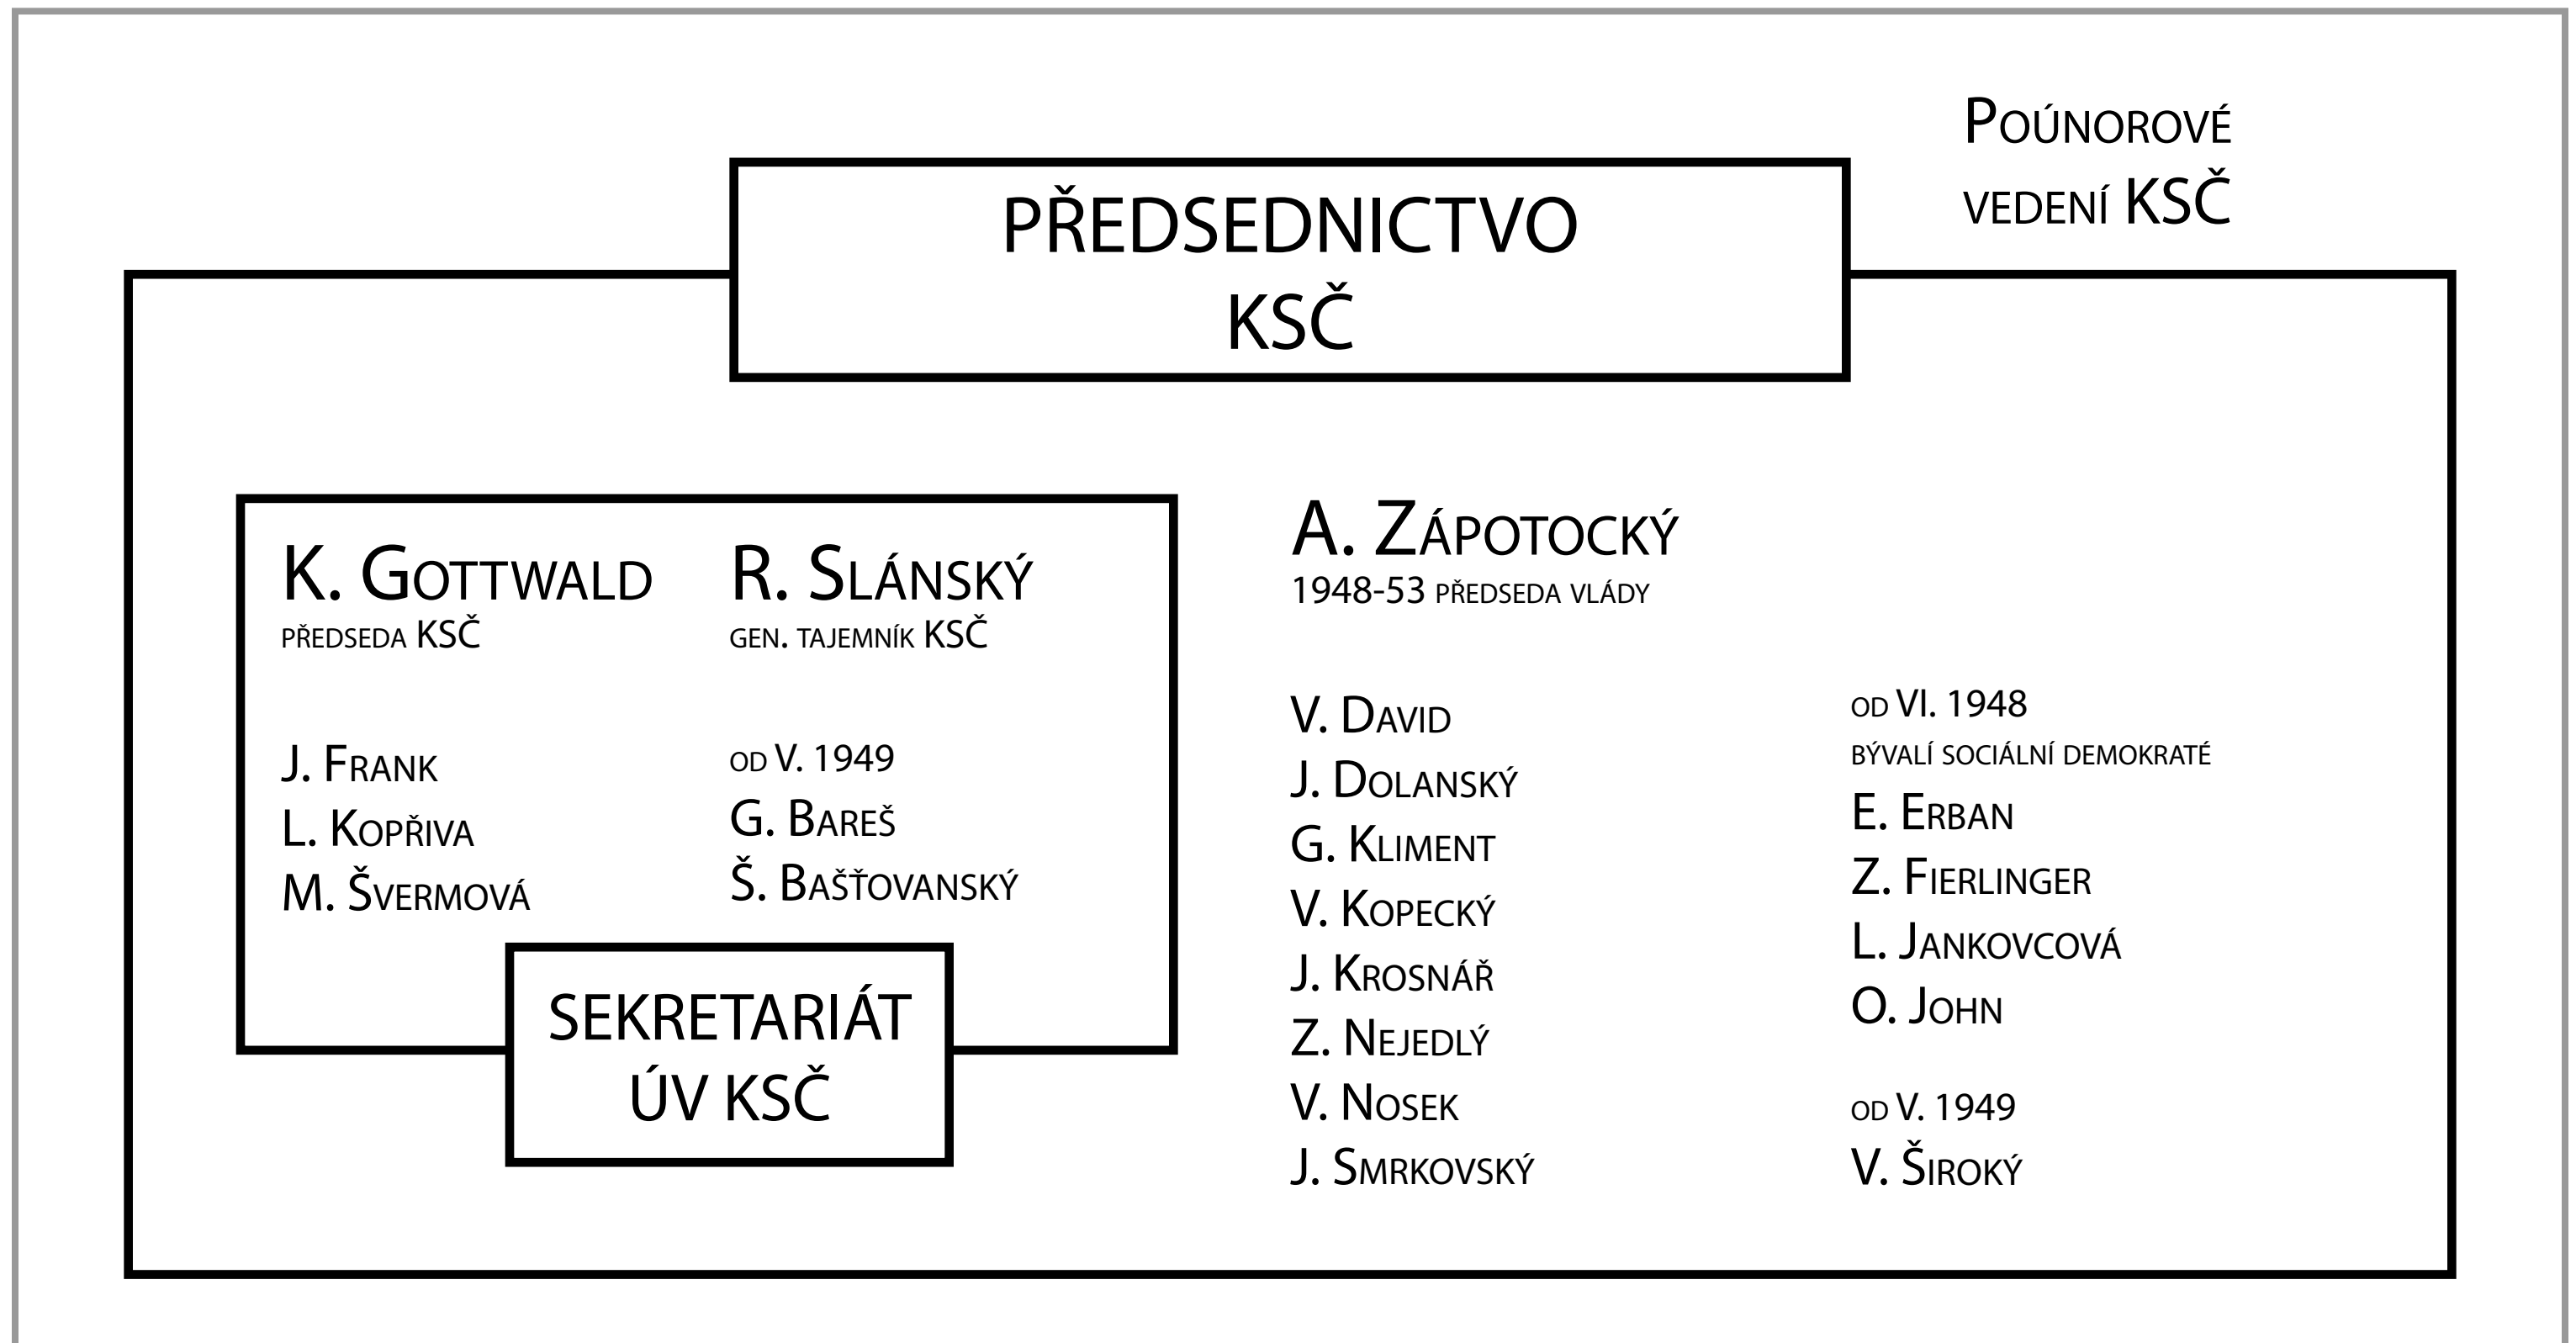 Poúnorové
vedení KSČ
PŘEDSEDNICTVO
KSČ
K. Gottwald
předseda KSČ
R. Slánský
gen. tajemník KSČ
J. Frank
L. Kopřiva
M. Švermová
od V. 1949
G. Bareš
Š. Bašťovanský
SEKRETARIÁT
ÚV KSČ
A. Zápotocký
1948-53 předseda vlády
V. David
J. Dolanský
G. Kliment
V. Kopecký
J. Krosnář
Z. Nejedlý
V. Nosek
J. Smrkovský
od VI. 1948
bývalí sociální demokraté
E. Erban
Z. Fierlinger
L. Jankovcová
O. John
od V. 1949
V. Široký